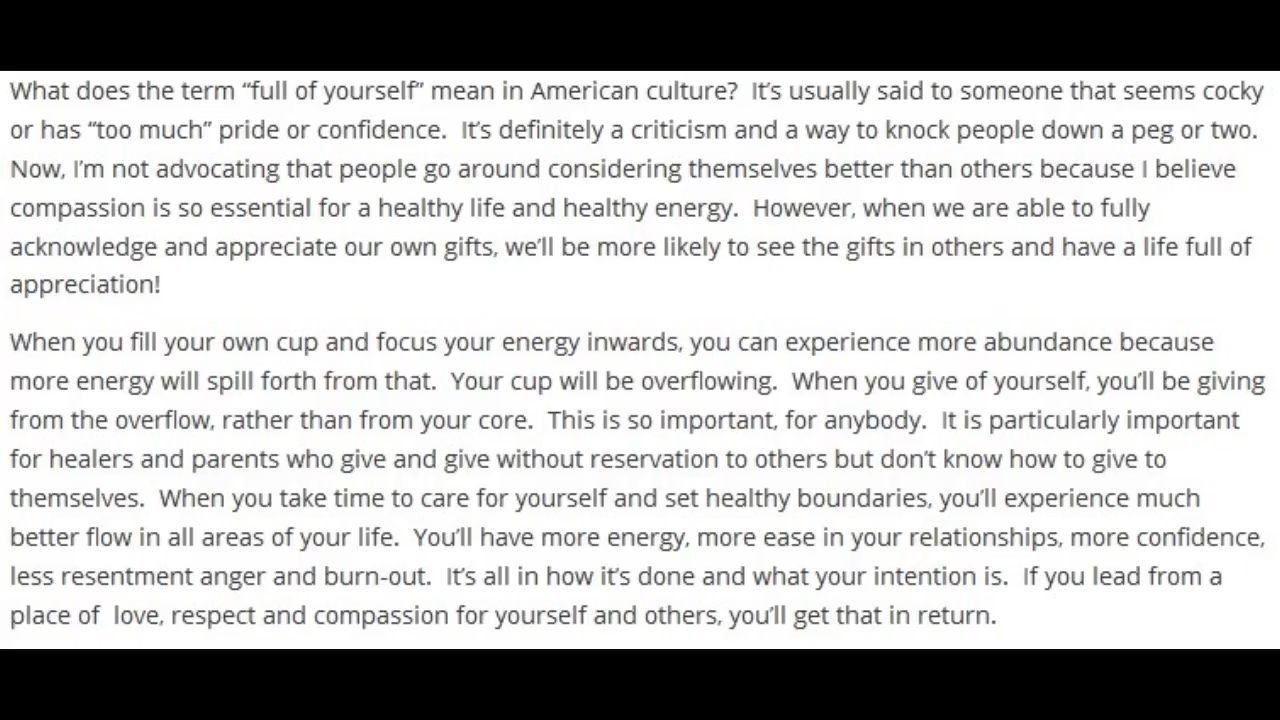 What does the term “full of yourself” mean in American culture?  It’s usually said to someone that seems cocky
or has “too much” pride or confidence.  It’s definitely a criticism and a way to knock people down a peg or two.
Now, I’m not advocating that people go around considering themselves better than others because I believe
compassion is so essential for a healthy life and healthy energy.  However, when we are able to fully
acknowledge and appreciate our own gifts, we’ll be more likely to see the gifts in others and have a life full of
appreciation!
When you fill your own cup and focus your energy inwards, you can experience more abundance because
more energy will spill forth from that.  Your cup will be overflowing.  When you give of yourself, you’ll be giving
from the overflow, rather than from your core.  This is so important, for anybody.  It is particularly important
for healers and parents who give and give without reservation to others but don’t know how to give to
themselves.  When you take time to care for yourself and set healthy boundaries, you’ll experience much
better flow in all areas of your life.  You’ll have more energy, more ease in your relationships, more confidence,
less resentment anger and burn-out.  It’s all in how it’s done and what your intention is.  If you lead from a
place of  love, respect and compassion for yourself and others, you’ll get that in return.